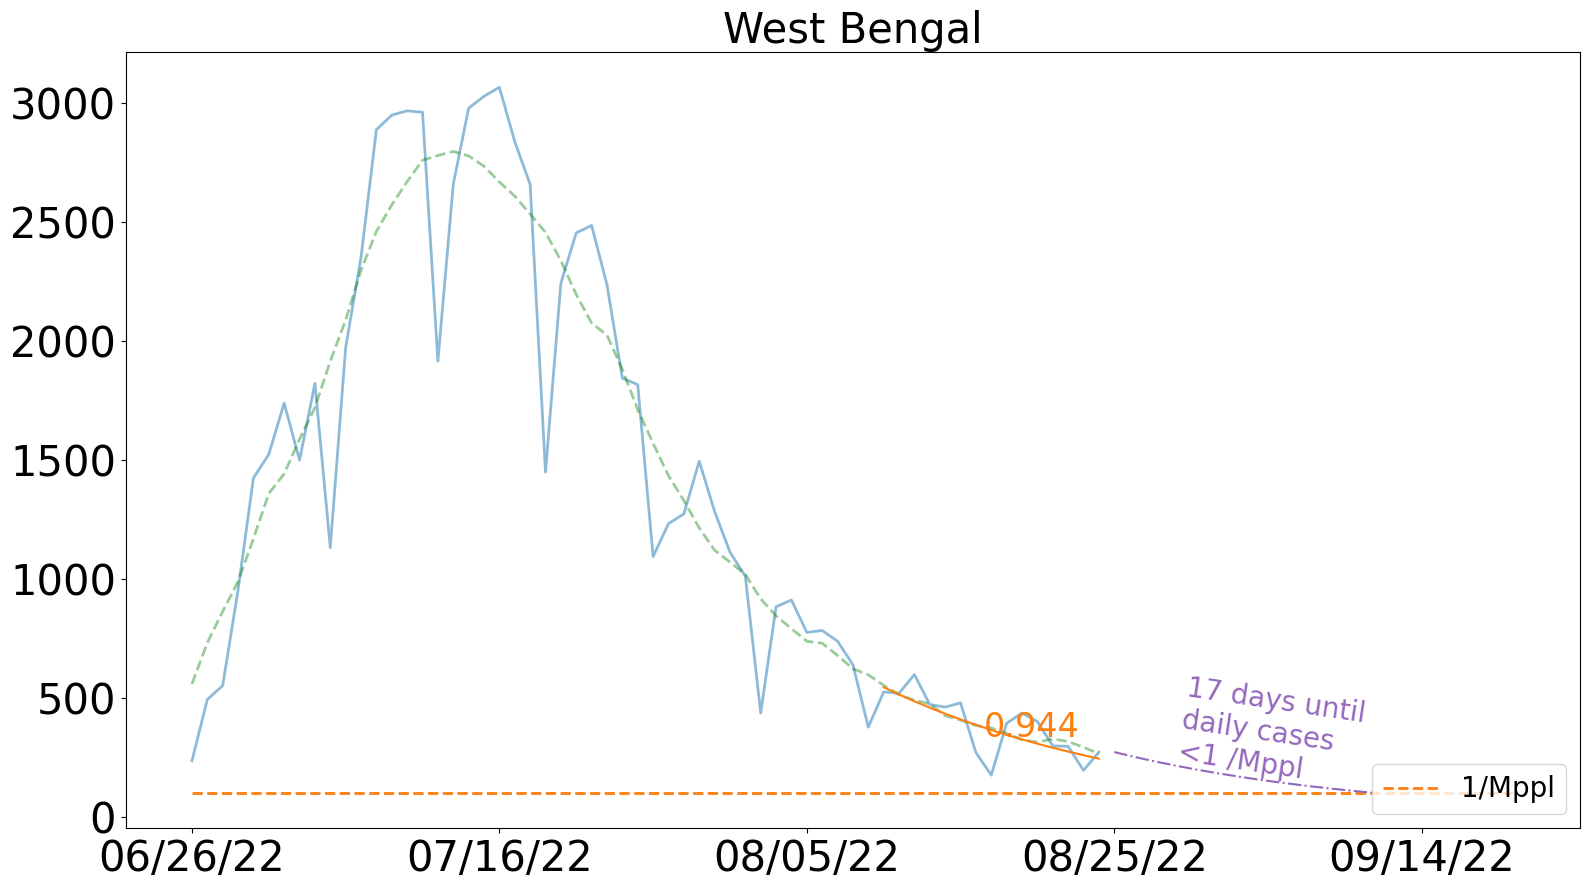 West Bengal
3000
2500
2000
1500
1000
500
0
0.944
17 days until
daily cases
<1 /Mppl
1/Mppl
06/26/22
07/16/22
08/05/22
08/25/22
09/14/22